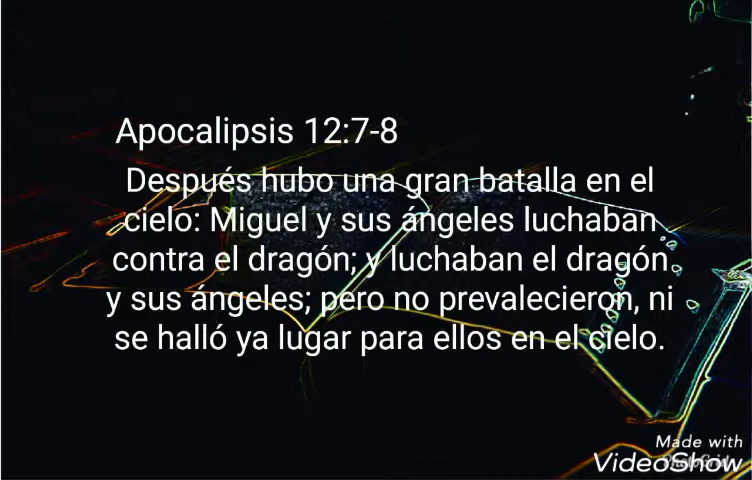 Apocalipsis 12:7-8
Después hubo una gran batalla en el
cielo: Miguel y sus ángeles luchaban
contra el dragón; y luchaban el dragón
y sus ángeles; pero no prevalecieron, ni
se halló ya lugar para ellos en el cielo.
Made with
VideoShow